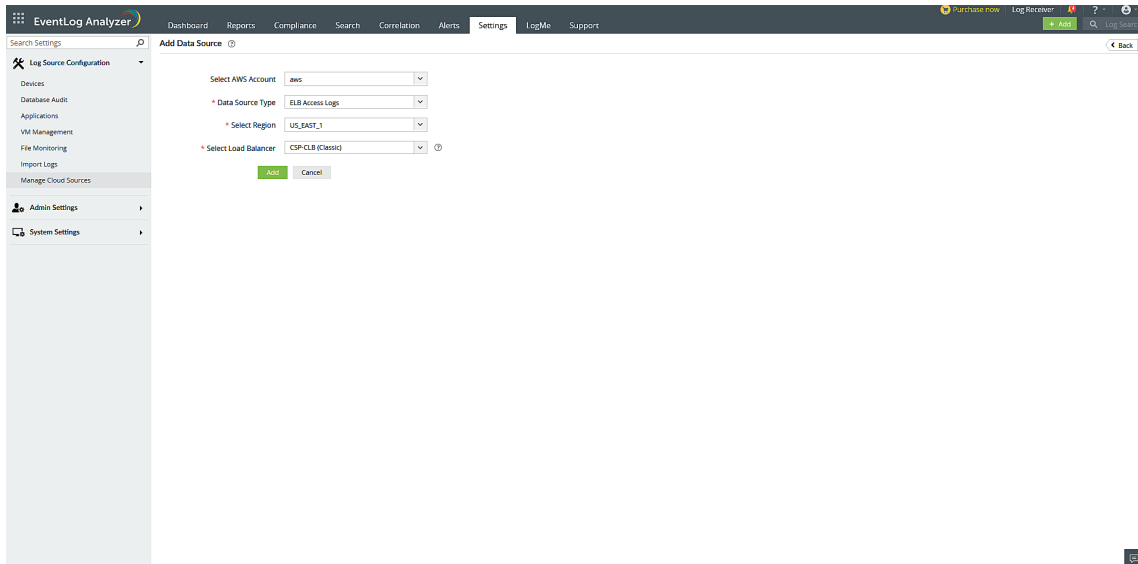 Purchase now Log Receiver ?
EventLog Analyzer
Dashboard Reports Compliance Search Correlation Alerts Settings LogMe Support
+ Add Log Search
Search Settings
Add Data Source ?
Back
Log Source Configuration
Devices
Database Audit
Applications
VM Management
File Monitoring
Import Logs
Manage Cloud Sources
Admin Settings
System Settings
Select AWS Account aws
* Data Source Type ELB Access Logs
* Select Region US_EAST_1
* Select Load Balancer CSP-CLB (Classic) ?
Add Cancel